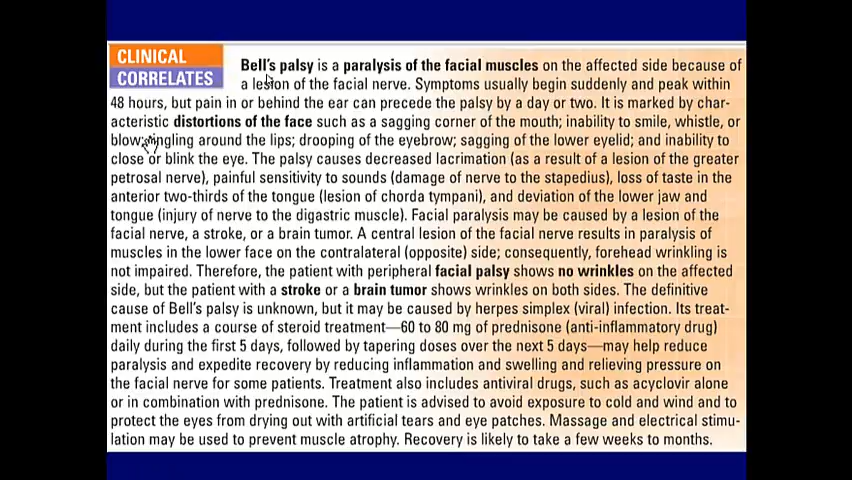 CLINICAL
CORRELATES
Bell's palsy is a paralysis of the facial muscles on the affected side because of
a lesion of the facial nerve. Symptoms usually begin suddenly and peak within
48 hours, but pain in or behind the ear can precede the palsy by a day or two. It is marked by char-
acteristic distortions of the face such as a sagging corner of the mouth; inability to smile, whistle, or
blow; tingling around the lips; drooping of the eyebrow; sagging of the lower eyelid; and inability to
close or blink the eye. The palsy causes decreased lacrimation (as a result of a lesion of the greater
petrosal nerve), painful sensitivity to sounds (damage of nerve to the stapedius), loss of taste in the
anterior two-thirds of the tongue (lesion of chorda tympani), and deviation of the lower jaw and
tongue (injury of nerve to the digastric muscle). Facial paralysis may be caused by a lesion of the
facial nerve, a stroke, or a brain tumor. A central lesion of the facial nerve results in paralysis of
muscles in the lower face on the contralateral (opposite) side; consequently, forehead wrinkling is
not impaired. Therefore, the patient with peripheral facial palsy shows no wrinkles on the affected
side, but the patient with a stroke or a brain tumor shows wrinkles on both sides. The definitive
cause of Bell's palsy is unknown, but it may be caused by herpes simplex (viral) infection. Its treat-
ment includes a course of steroid treatment—60 to 80 mg of prednisone (anti-inflammatory drug)
daily during the first 5 days, followed by tapering doses over the next 5 days—may help reduce
paralysis and expedite recovery by reducing inflammation and swelling and relieving pressure on
the facial nerve for some patients. Treatment also includes antiviral drugs, such as acyclovir alone
or in combination with prednisone. The patient is advised to avoid exposure to cold and wind and to
protect the eyes from drying out with artificial tears and eye patches. Massage and electrical stimu-
lation may be used to prevent muscle atrophy. Recovery is likely to take a few weeks to months.